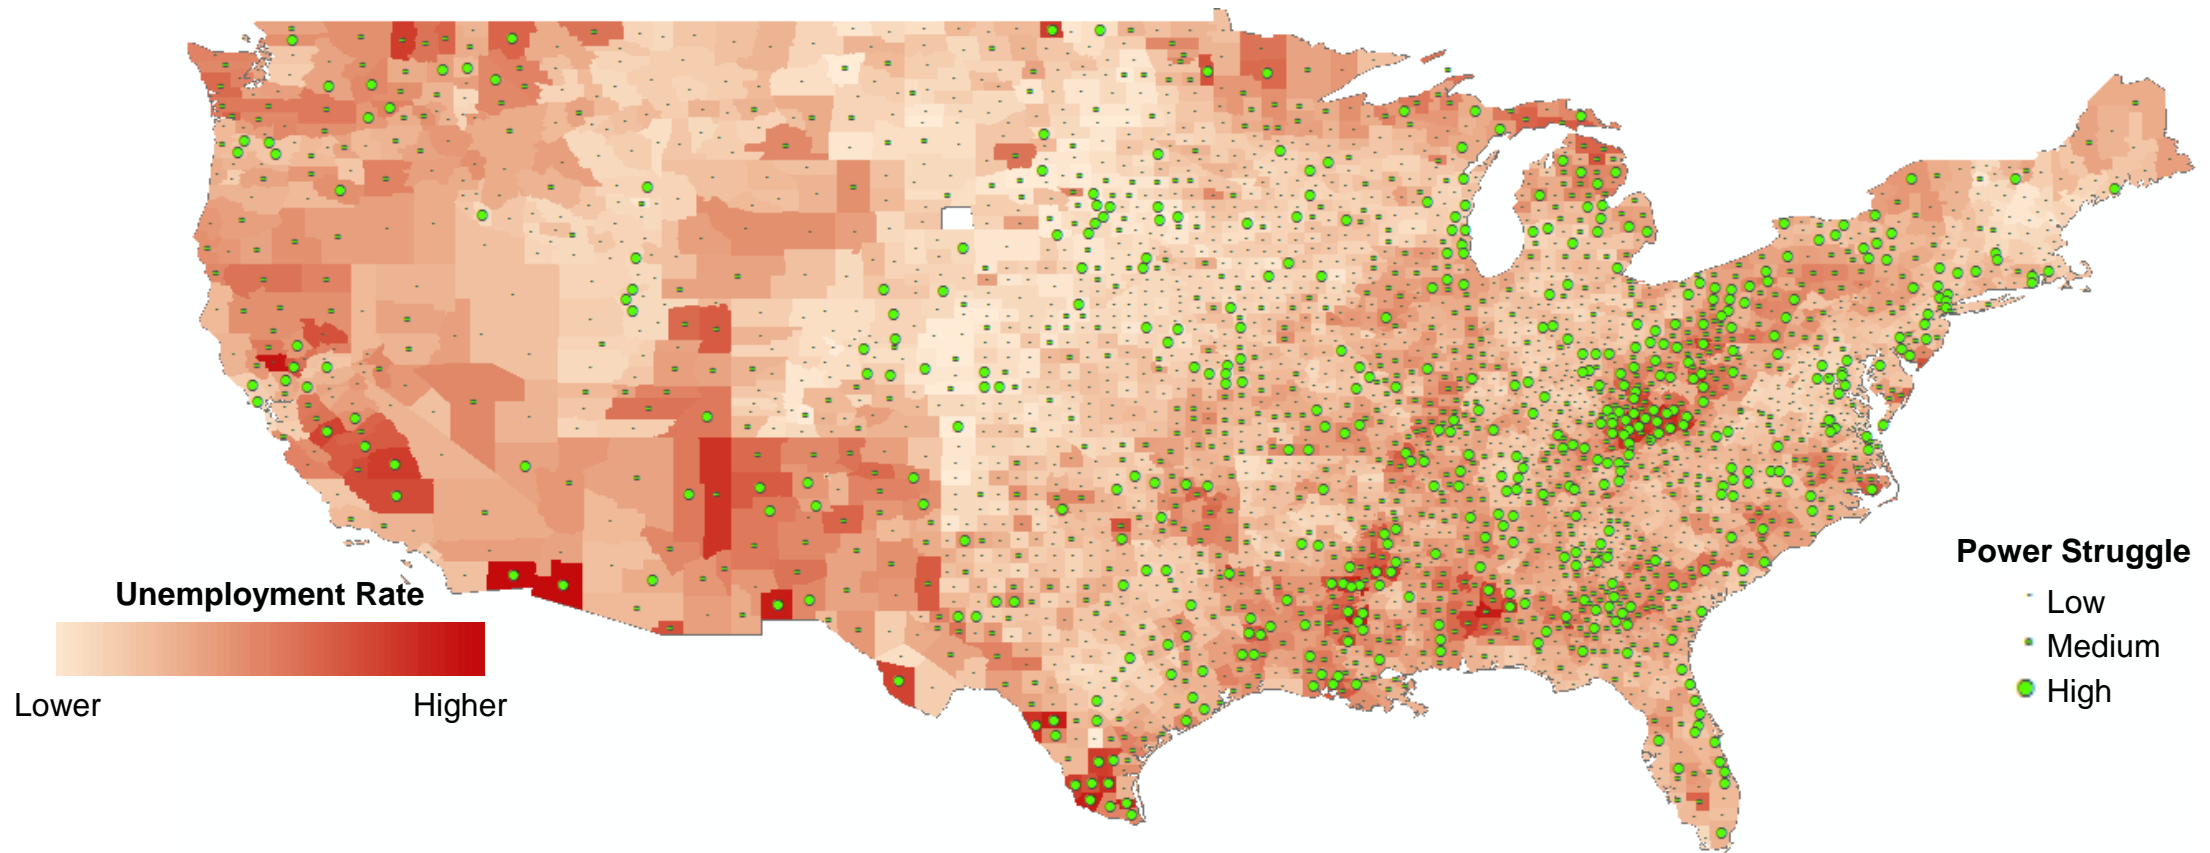 Unemployment Rate
Lower Higher
Power Struggle
Low
Medium
High